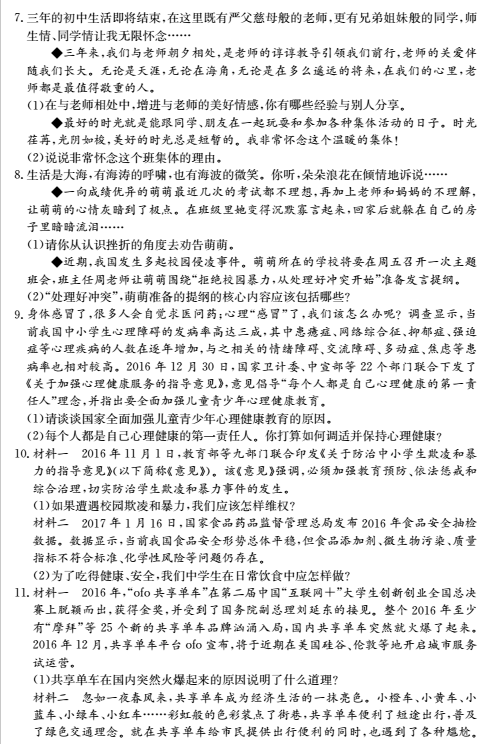 7. 三年的初中生活即将结束,在这里既有严父慈母般的老师,更有兄弟姐妹般的同学,师
生情、同学情让我无限怀念……
◆三年来,我们与老师朝夕相处,是老师的谆谆教导引领我们前行,老师的关爱伴
随我们长大。无论是天涯,无论在海角,无论是在多么遥远的将来,在我们的心里,老
师都是最值得敬重的人。
(1)在与老师相处中,增进与老师的美好情感,你有哪些经验与别人分享。
◆最好的时光就是能跟同学、朋友在一起玩耍和参加各种集体活动的日子。时光
荏苒,光阴如梭,美好的时光总是短暂的。我非常怀念这个温暖的集体!
(2)说说非常怀念这个班集体的理由。
8. 生活是大海,有海涛的呼啸,也有海波的微笑。你听,朵朵浪花在倾情地诉说……
◆一向成绩优异的萌萌最近几次的考试都不理想,再加上老师和妈妈的不理解,
让萌萌的心情灰暗到了极点。在班级里她变得沉默寡言起来,回家后就躲在自己的房
子里暗暗流泪……
(1)请你从认识挫折的角度去劝告萌萌。
◆近期,我国发生多起校园侵凌事件。萌萌所在的学校将要在周五召开一次主题
班会,班主任周老师让萌萌围绕“拒绝校园暴力,从处理好冲突开始”准备发言提纲。
(2)“处理好冲突”,萌萌准备的提纲的核心内容应该包括哪些?
9. 身体感冒了,很多人会自觉求医问药;心理“感冒”了,我们该怎么办呢? 调查显示,当
前我国中小学生心理障碍的发病率高达三成,其中患癔症、网络综合征、抑郁症、强迫
症等心理疾病的人数在逐年增加,与之相关的情绪障碍、交流障碍、多动症、焦虑等患
病率也相对较高。2016 年 12 月 30 日,国家卫计委、中宣部等 22 个部门联合下发了
《关于加强心理健康服务的指导意见》,意见倡导“每个人都是自己心理健康的第一责
任人”理念,并指出要全面加强儿童青少年心理健康教育。
(1)请谈谈国家全面加强儿童青少年心理健康教育的原因。
(2)每个人都是自己心理健康的第一责任人。你打算如何调适并保持心理健康?
10. 材料一 2016 年 11 月 1 日,教育部等九部门联合印发《关于防治中小学生欺凌和暴
力的指导意见》(以下简称《意见》)。该《意见》强调,必须加强教育预防、依法惩戒和
综合治理,切实防治学生欺凌和暴力事件的发生。
(1)如果遭遇校园欺凌和暴力,我们应该怎样维权?
材料二 2017 年 1 月 16 日,国家食品药品监督管理总局发布 2016 年食品安全抽检
数据。数据显示,当前我国食品安全形势总体平稳,但食品添加剂、微生物污染、质量
指标不符合标准、化学性风险等问题仍存在。
(2)为了吃得健康、安全,我们中学生在日常饮食中应怎样做?
11. 材料一 2016 年,“ofo 共享单车”在第二届中国“互联网+”大学生创新创业全国总决
赛上脱颖而出,获得金奖,并受到了国务院副总理刘延东的接见。整个 2016 年至少
有“摩拜”等 25 个新的共享单车品牌汹涌入局,国内共享单车突然就火爆了起来。
2016 年 12 月,共享单车平台 ofo 宣布,将于近期在美国硅谷、伦敦等地开启城市服务
试运营。
(1)共享单车在国内突然火爆起来的原因说明了什么道理?
材料二 忽如一夜春风来,共享单车成为经济生活的一抹亮色。小橙车、小黄车、小
蓝车、小绿车、小红车……彩虹般的色彩装点了街巷,共享单车便利了短途出行,普及
了绿色交通理念。就在共享单车给市民提供出行便利的同时,也遇到了各种尴尬。